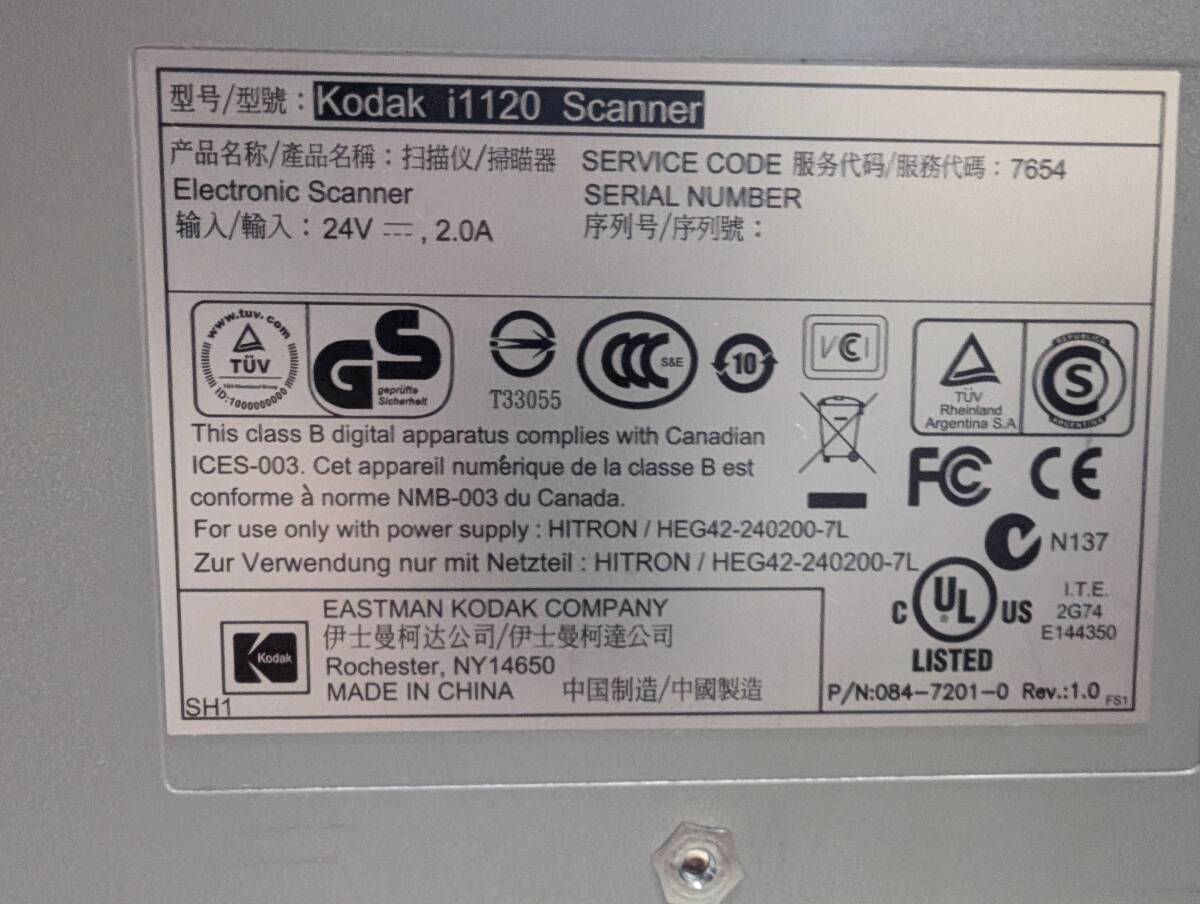 型号/型號：Kodak i1120 Scanner
产品名称/產品名稱：扫描仪/掃瞄器
Electronic Scanner
输入/輸入：24V ⎓, 2.0A
SERVICE CODE 服务代码/服務代碼：7654
SERIAL NUMBER
序列号/序列號：
www.tuv.com
TÜV
TÜV Rheinland Group
ID:1000000000
GS
geprüfte
Sicherheit
T33055
CCC S&E
10
VCI
TÜV
Rheinland
Argentina S.A
REPUBLICA
S
ARGENTINA
This class B digital apparatus complies with Canadian
ICES-003. Cet appareil numérique de la classe B est
conforme à norme NMB-003 du Canada.
For use only with power supply : HITRON / HEG42-240200-7L
Zur Verwendung nur mit Netzteil : HITRON / HEG42-240200-7L
FC CE
N137
C UL® US
LISTED
I.T.E.
2G74
E144350
Kodak
EASTMAN KODAK COMPANY
伊士曼柯达公司/伊士曼柯達公司
Rochester, NY14650
MADE IN CHINA 中国制造/中國製造
SH1
P/N:084-7201-0 Rev.:1.0 FS1